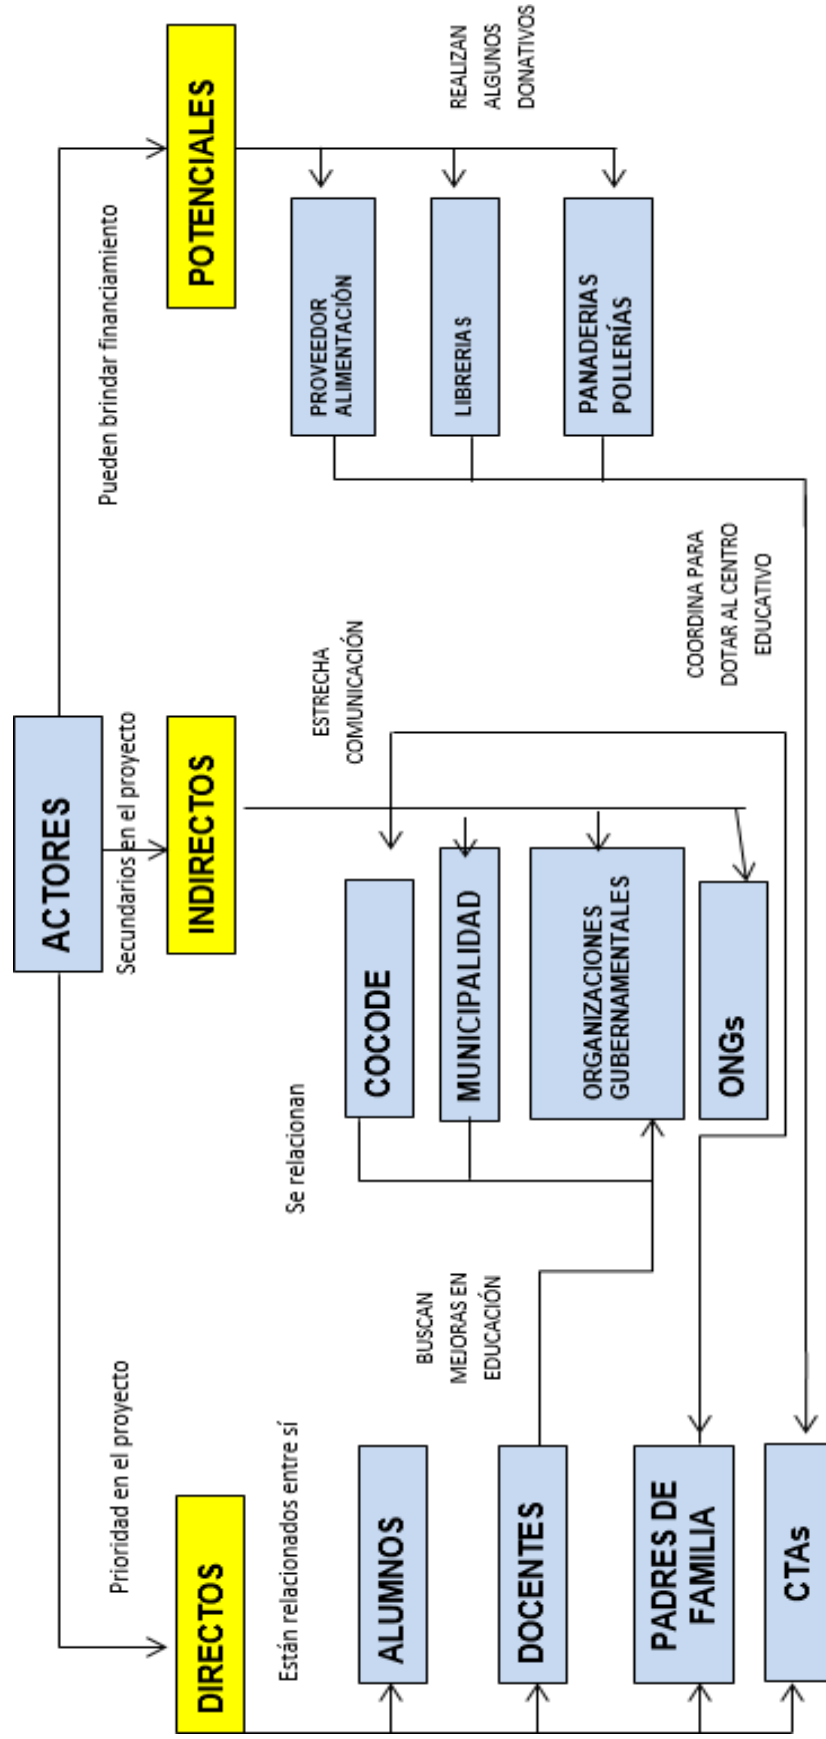 ACTORES
Prioridad en el proyecto
Secundarios en el proyecto
Pueden brindar financiamiento
DIRECTOS
INDIRECTOS
POTENCIALES
Están relacionados entre sí
ALUMNOS
DOCENTES
PADRES DE
FAMILIA
CTAs
BUSCAN
MEJORAS EN
EDUCACIÓN
Se relacionan
COCODE
MUNICIPALIDAD
ORGANIZACIONES
GUBERNAMENTALES
ONGs
ESTRECHA
COMUNICACIÓN
PROVEEDOR
ALIMENTACIÓN
LIBRERIAS
PANADERIAS
POLLERÍAS
REALIZAN
ALGUNOS
DONATIVOS
COORDINA PARA
DOTAR AL CENTRO
EDUCATIVO